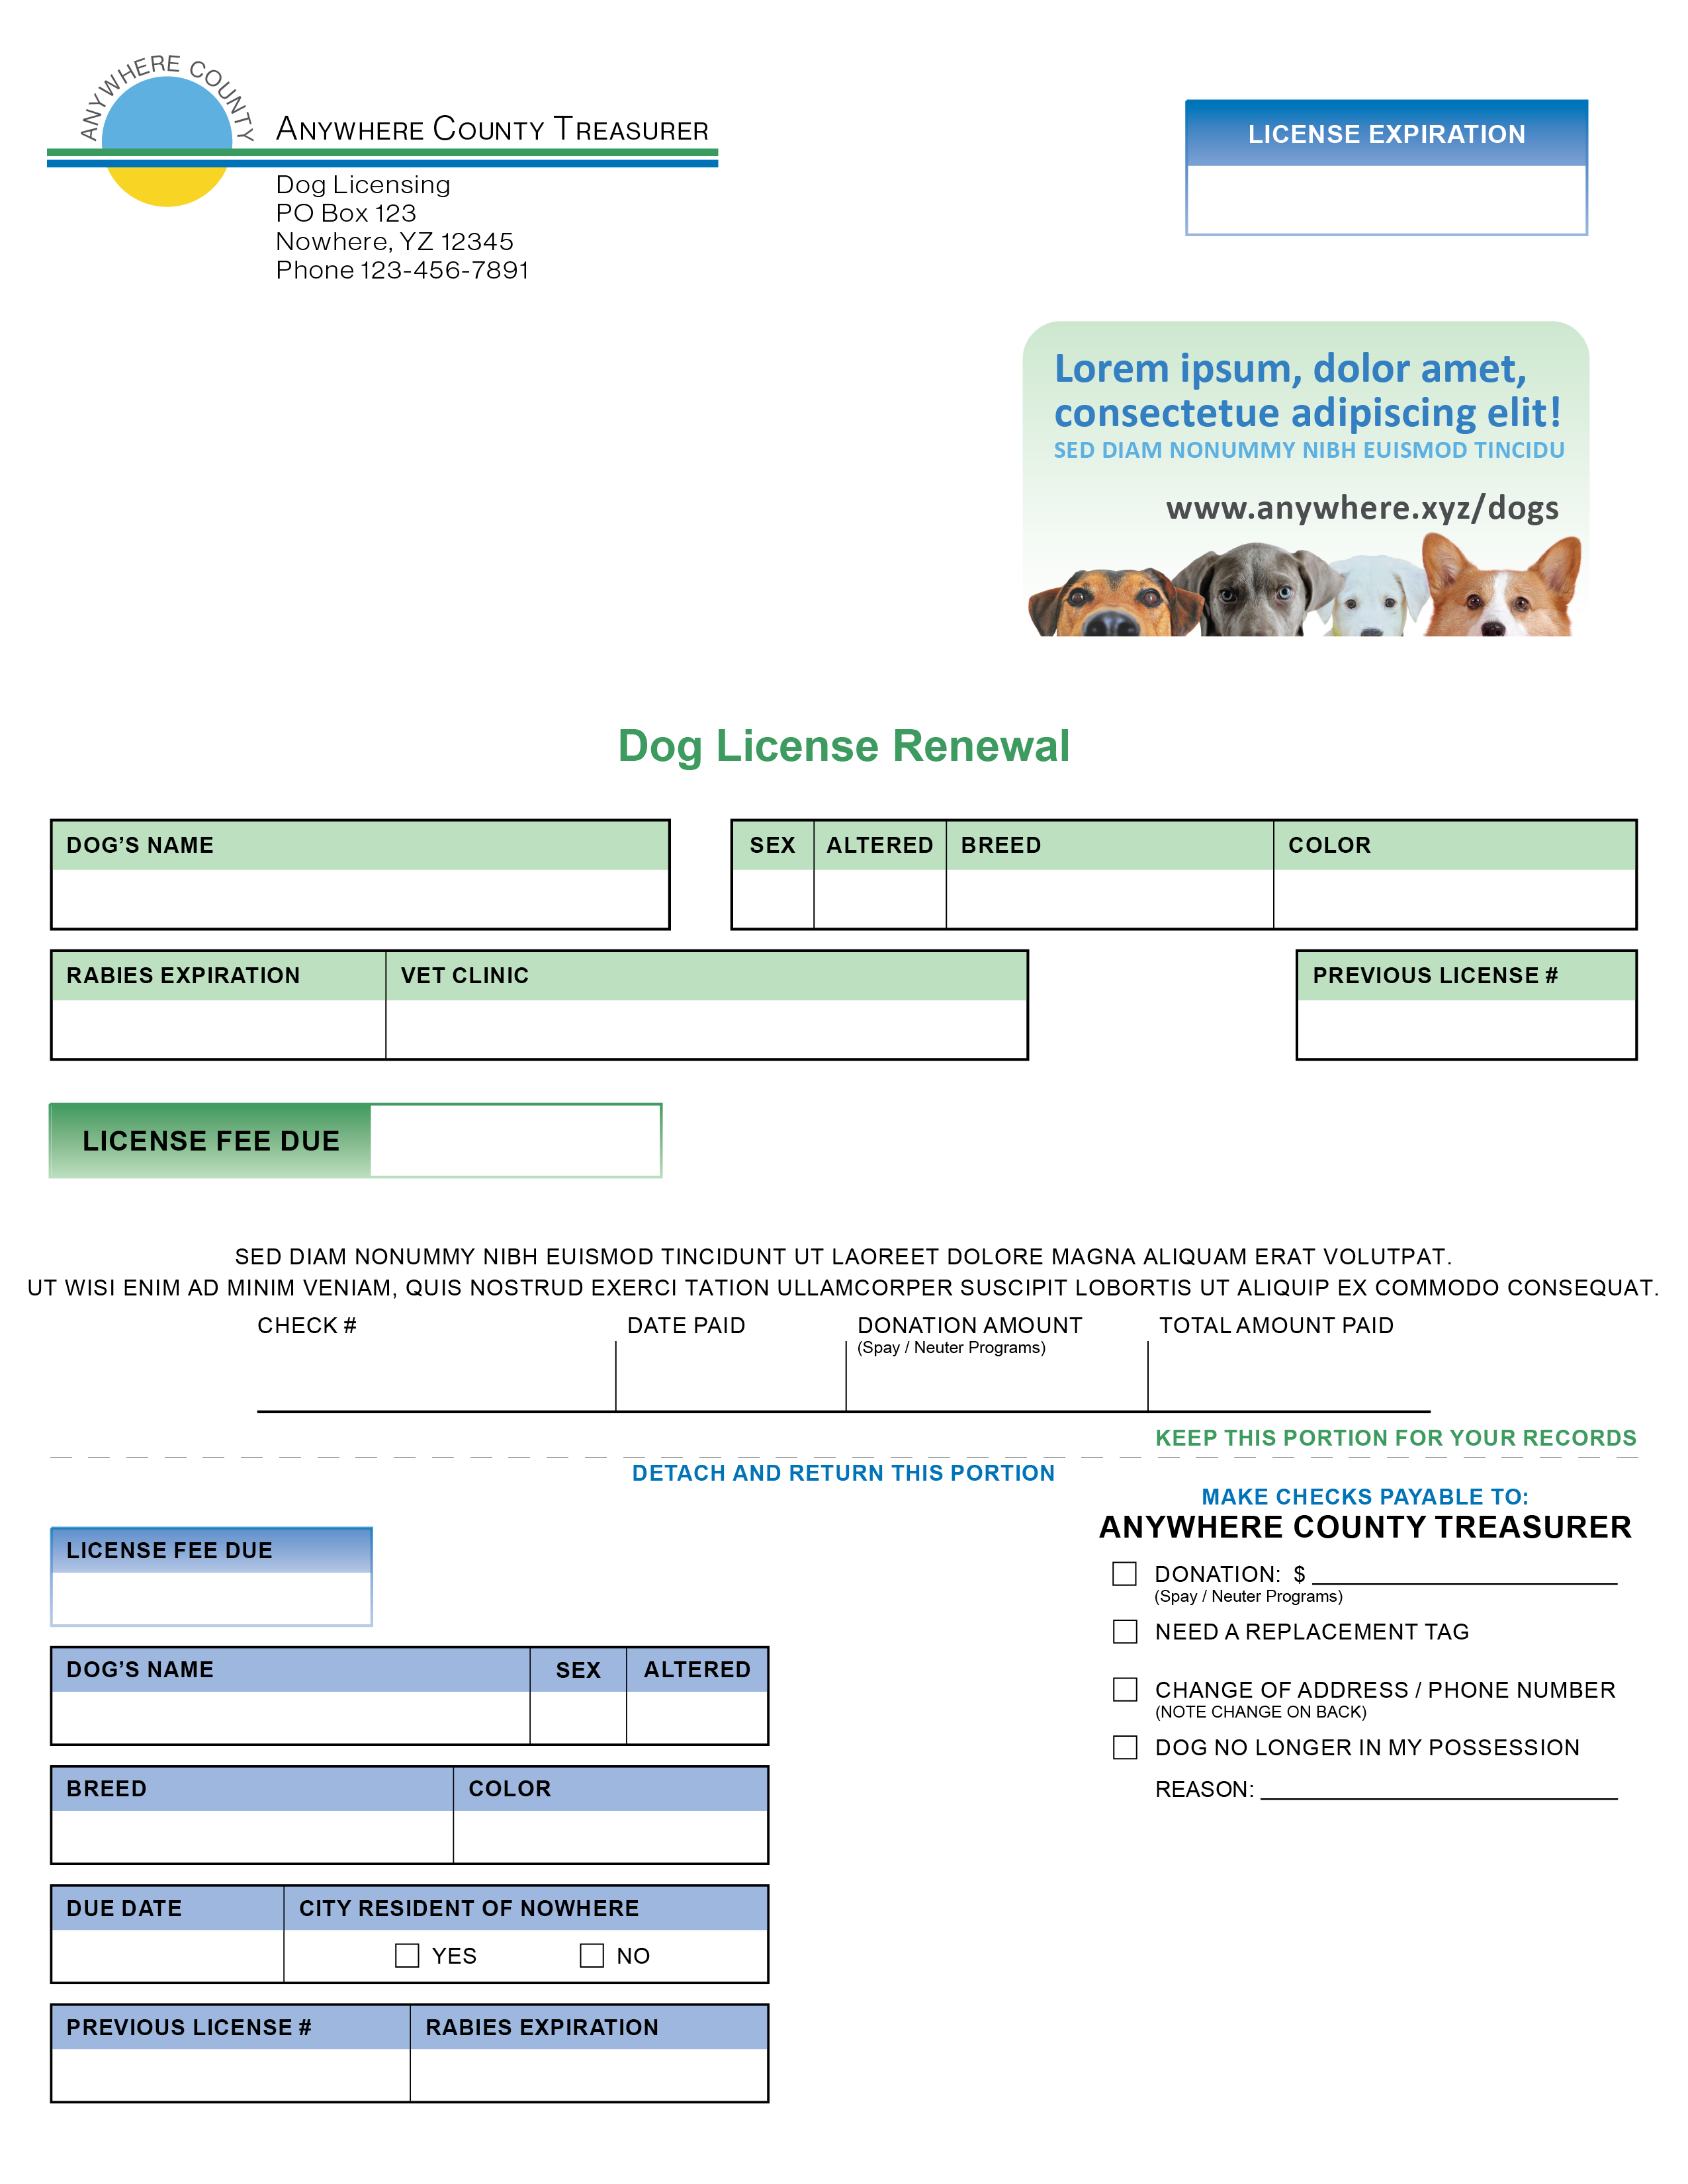 ANYWHERE COUNTY
ANYWHERE COUNTY TREASURER
Dog Licensing
PO Box 123
Nowhere, YZ 12345
Phone 123-456-7891
LICENSE EXPIRATION
Lorem ipsum, dolor amet,
consectetue adipiscing elit!
SED DIAM NONUMMY NIBH EUISMOD TINCIDU
www.anywhere.xyz/dogs
Dog License Renewal
DOG’S NAME
SEX ALTERED BREED COLOR
RABIES EXPIRATION VET CLINIC
PREVIOUS LICENSE #
LICENSE FEE DUE
SED DIAM NONUMMY NIBH EUISMOD TINCIDUNT UT LAOREET DOLORE MAGNA ALIQUAM ERAT VOLUTPAT.
UT WISI ENIM AD MINIM VENIAM, QUIS NOSTRUD EXERCI TATION ULLAMCORPER SUSCIPIT LOBORTIS UT ALIQUIP EX COMMODO CONSEQUAT.
CHECK # DATE PAID DONATION AMOUNT TOTAL AMOUNT PAID
(Spay / Neuter Programs)
KEEP THIS PORTION FOR YOUR RECORDS
DETACH AND RETURN THIS PORTION
MAKE CHECKS PAYABLE TO:
ANYWHERE COUNTY TREASURER
DONATION: $
(Spay / Neuter Programs)
NEED A REPLACEMENT TAG
CHANGE OF ADDRESS / PHONE NUMBER
(NOTE CHANGE ON BACK)
DOG NO LONGER IN MY POSSESSION
REASON:
LICENSE FEE DUE
DOG’S NAME SEX ALTERED
BREED COLOR
DUE DATE CITY RESIDENT OF NOWHERE
YES NO
PREVIOUS LICENSE # RABIES EXPIRATION